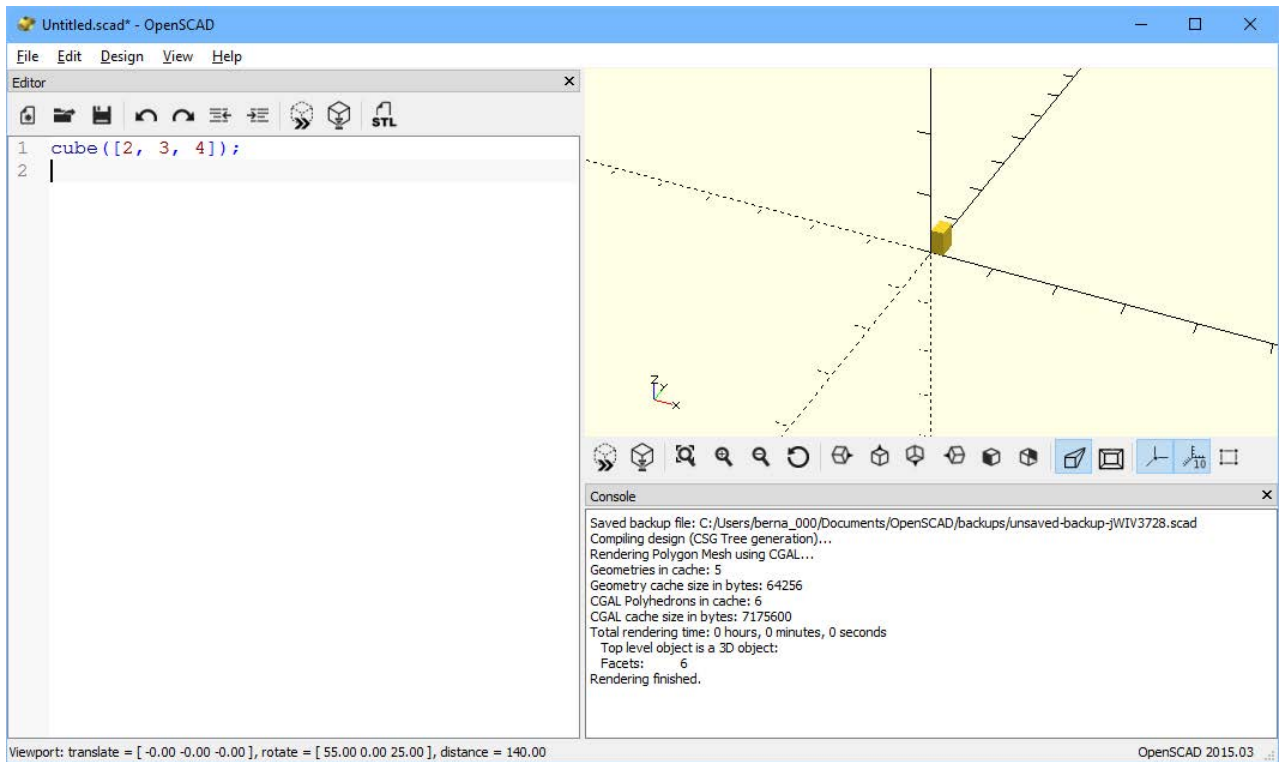 Untitled.scad* - OpenSCAD
File Edit Design View Help
Editor
STL
1 cube([2, 3, 4]);
2
Z
Y
X
10
Console
Saved backup file: C:/Users/berna_000/Documents/OpenSCAD/backups/unsaved-backup-jWIV3728.scad
Compiling design (CSG Tree generation)...
Rendering Polygon Mesh using CGAL...
Geometries in cache: 5
Geometry cache size in bytes: 64256
CGAL Polyhedrons in cache: 6
CGAL cache size in bytes: 7175600
Total rendering time: 0 hours, 0 minutes, 0 seconds
Top level object is a 3D object:
Facets: 6
Rendering finished.
Viewport: translate = [ -0.00 -0.00 -0.00 ], rotate = [ 55.00 0.00 25.00 ], distance = 140.00
OpenSCAD 2015.03